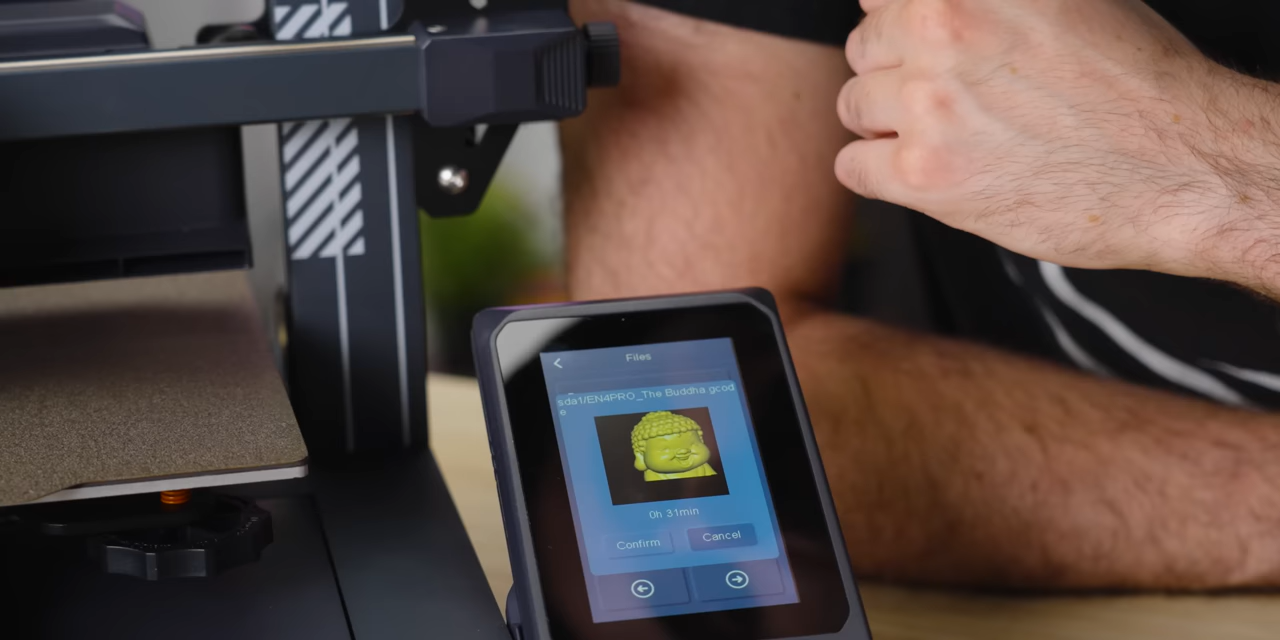 Files
sda1/EN4PRO_The Buddha gcod
e
0h 31min
Confirm
Cancel